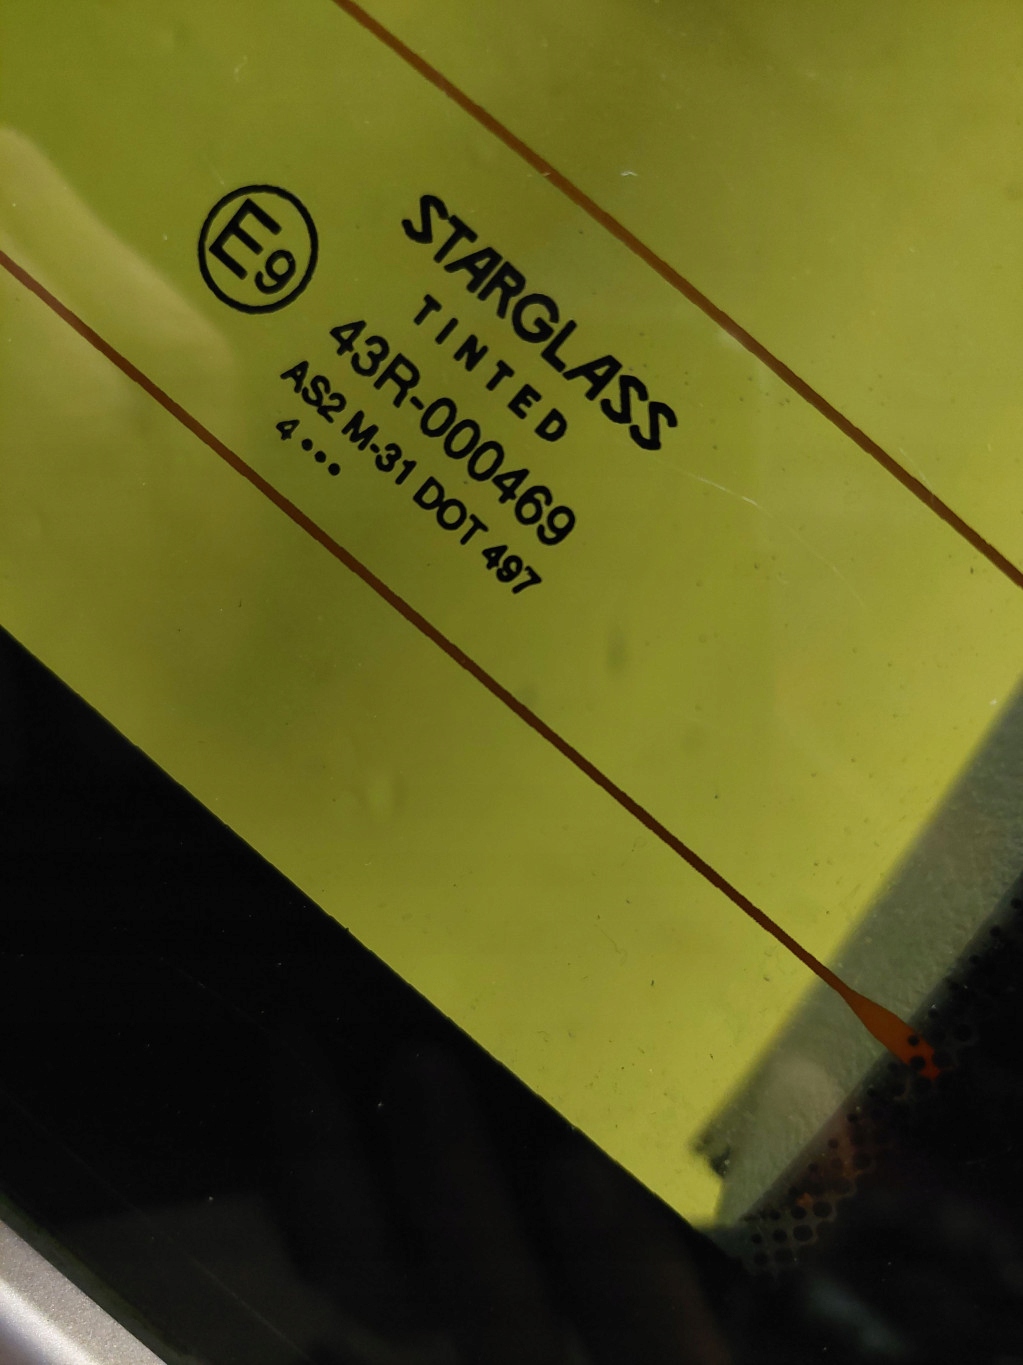 E9
STARGLASS
TINTED
43R-000469
AS2 M-31 DOT 497
4•••